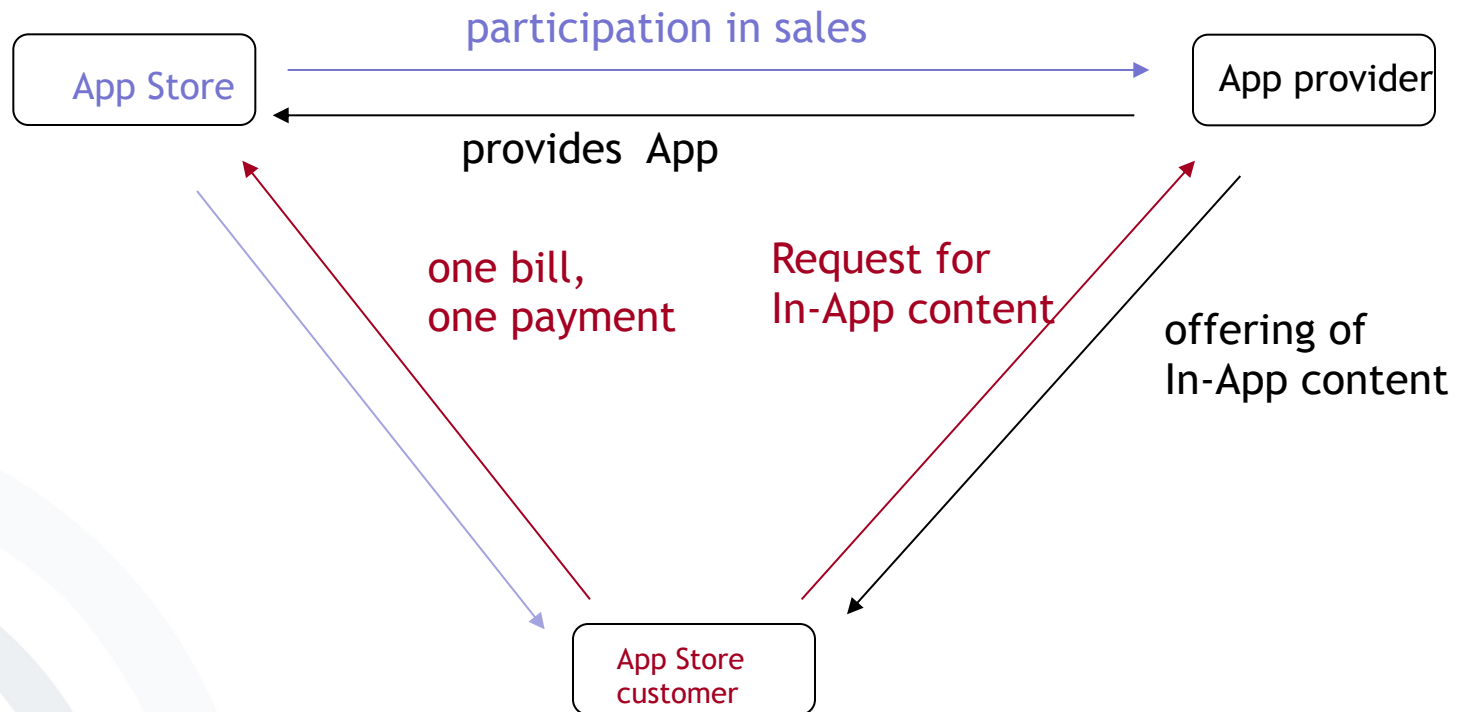 participation in sales
App Store
App provider
provides App
one bill,
one payment
Request for
In-App content
offering of
In-App content
App Store
customer